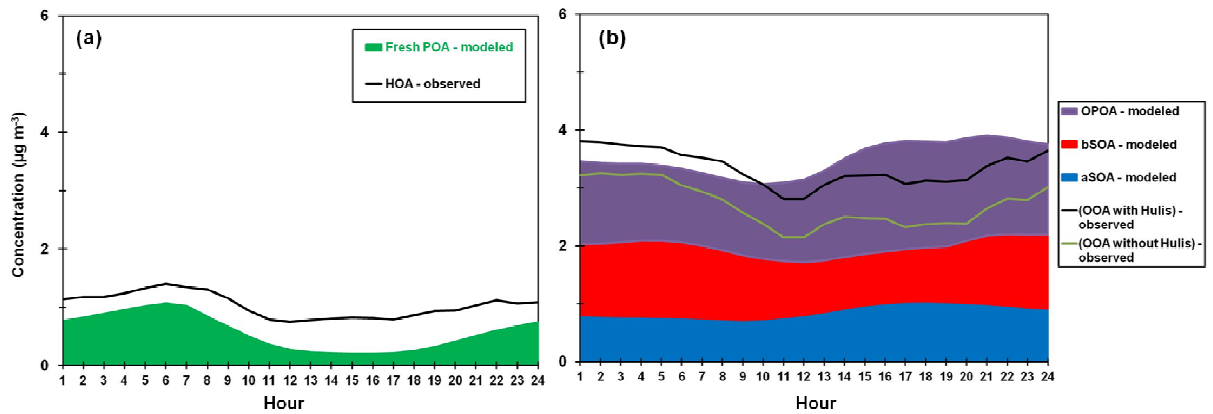 (a)
Fresh POA - modeled
HOA - observed
Concentration (µg m-3)
6
4
2
0
1 2 3 4 5 6 7 8 9 10 11 12 13 14 15 16 17 18 19 20 21 22 23 24
Hour
(b)
6
4
2
0
1 2 3 4 5 6 7 8 9 10 11 12 13 14 15 16 17 18 19 20 21 22 23 24
Hour
OPOA - modeled
bSOA - modeled
aSOA - modeled
(OOA with Hulis) -
observed
(OOA without Hulis) -
observed